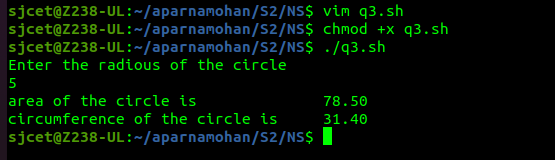 sjcet@Z238-UL:~/aparnamohan/S2/NS$ vim q3.sh
sjcet@Z238-UL:~/aparnamohan/S2/NS$ chmod +x q3.sh
sjcet@Z238-UL:~/aparnamohan/S2/NS$ ./q3.sh
Enter the radious of the circle
5
area of the circle is 78.50
circumference of the circle is 31.40
sjcet@Z238-UL:~/aparnamohan/S2/NS$